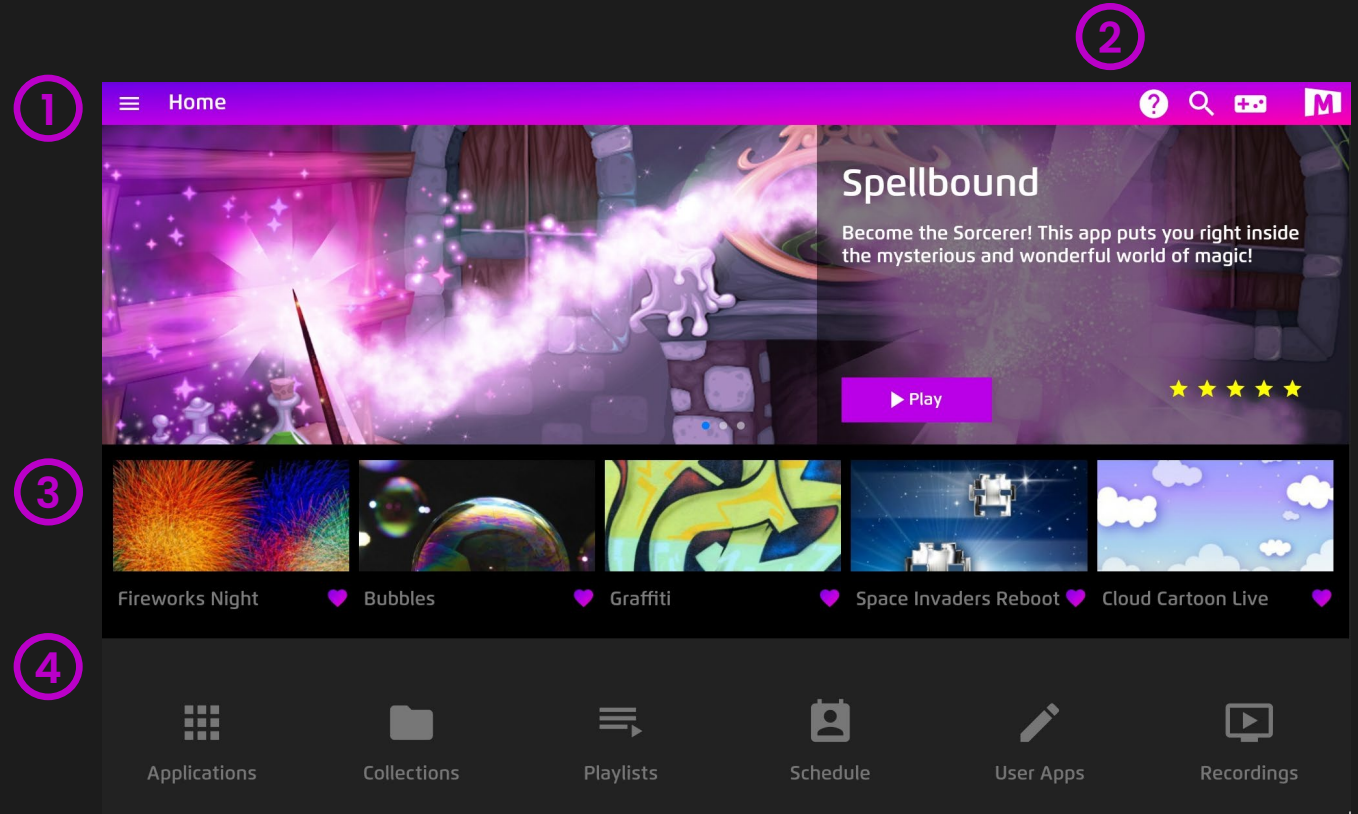 2
1
Home
?
M
Spellbound
Become the Sorcerer! This app puts you right inside
the mysterious and wonderful world of magic!
Play
3
Fireworks Night
Bubbles
Graffiti
Space Invaders Reboot
Cloud Cartoon Live
4
Applications
Collections
Playlists
Schedule
User Apps
Recordings